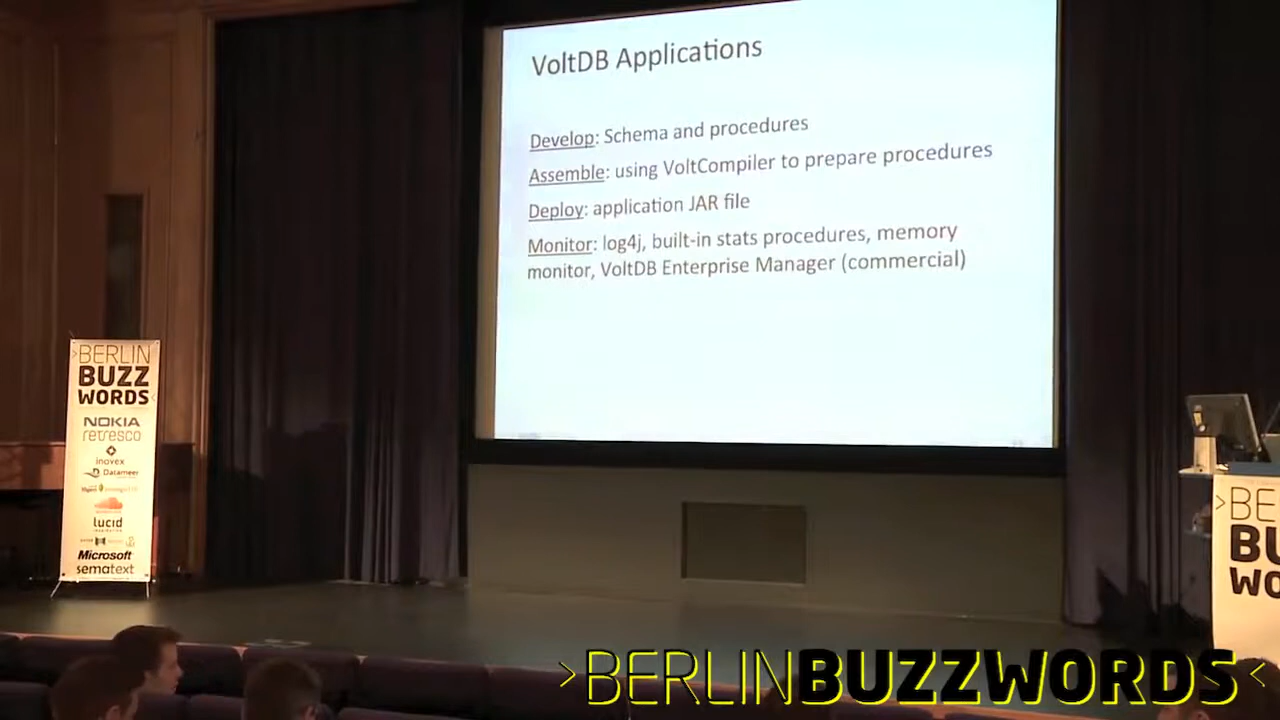 VoltDB Applications
Develop: Schema and procedures
Assemble: using VoltCompiler to prepare procedures
Deploy: application JAR file
Monitor: log4j, built-in stats procedures, memory
monitor, VoltDB Enterprise Manager (commercial)
>BERLIN
BUZZ
WORDS<
NOKIA
retresco
inovex
Datameer
lucid
Microsoft
sematext
>BE
BU
WO
>BERLINBUZZWORDS<